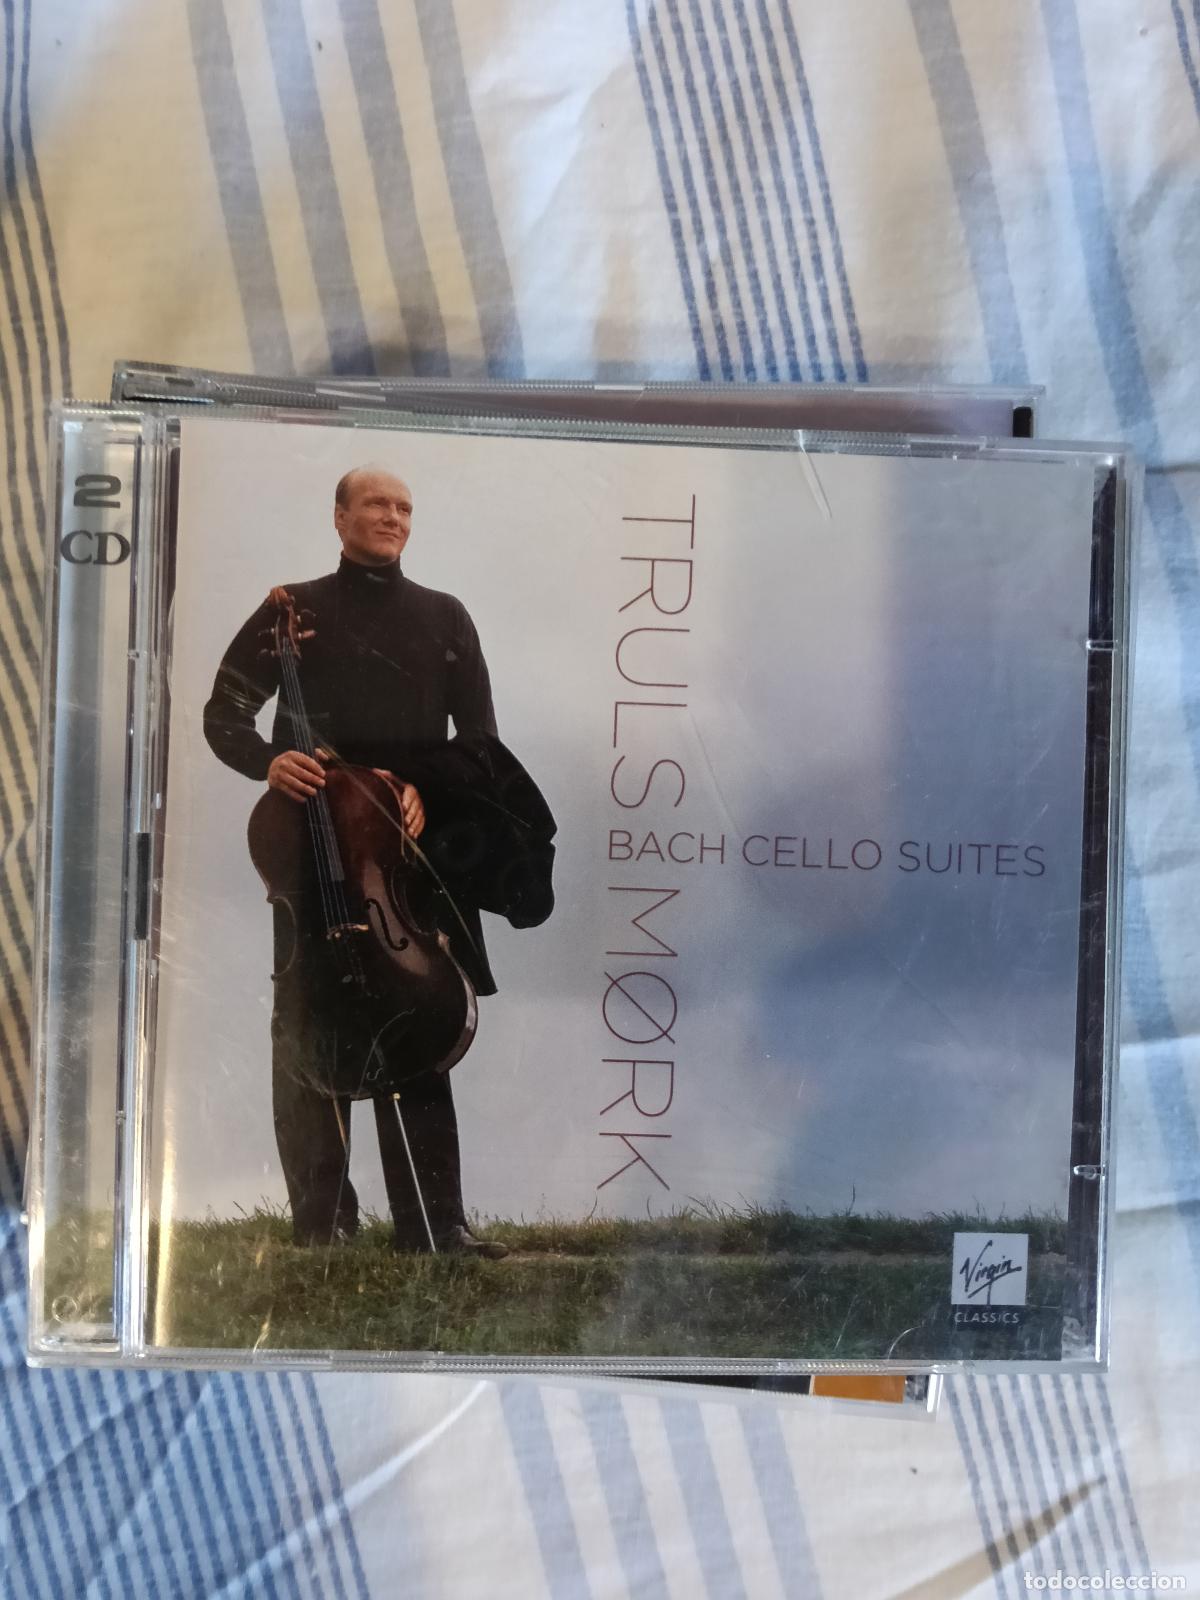 2
CD
TRULS MØRK
BACH CELLO SUITES
Virgin
CLASSICS
todocoleccion